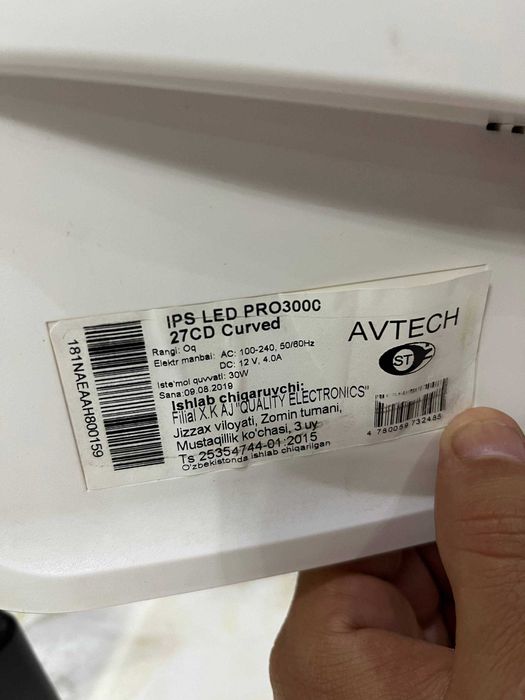 IPS LED PRO3000
27CD Curved
Rangi: Oq
Elektr manbai: AC: 100-240, 50/60Hz
DC: 12 V, 4.0A
Iste'mol quvvati: 30W
Sana:09.08.2019
Ishlab chiqaruvchi:
Filial X.K AJ "QUALITY ELECTRONICS"
Jizzax viloyati, Zomin tumani,
Mustaqillik ko'chasi, 3 uy
Ts 25354744-01:2015
O'zbekistonda ishlab chiqarilgan
181NAEAAH800159
AVTECH
ST
4 780059 732485